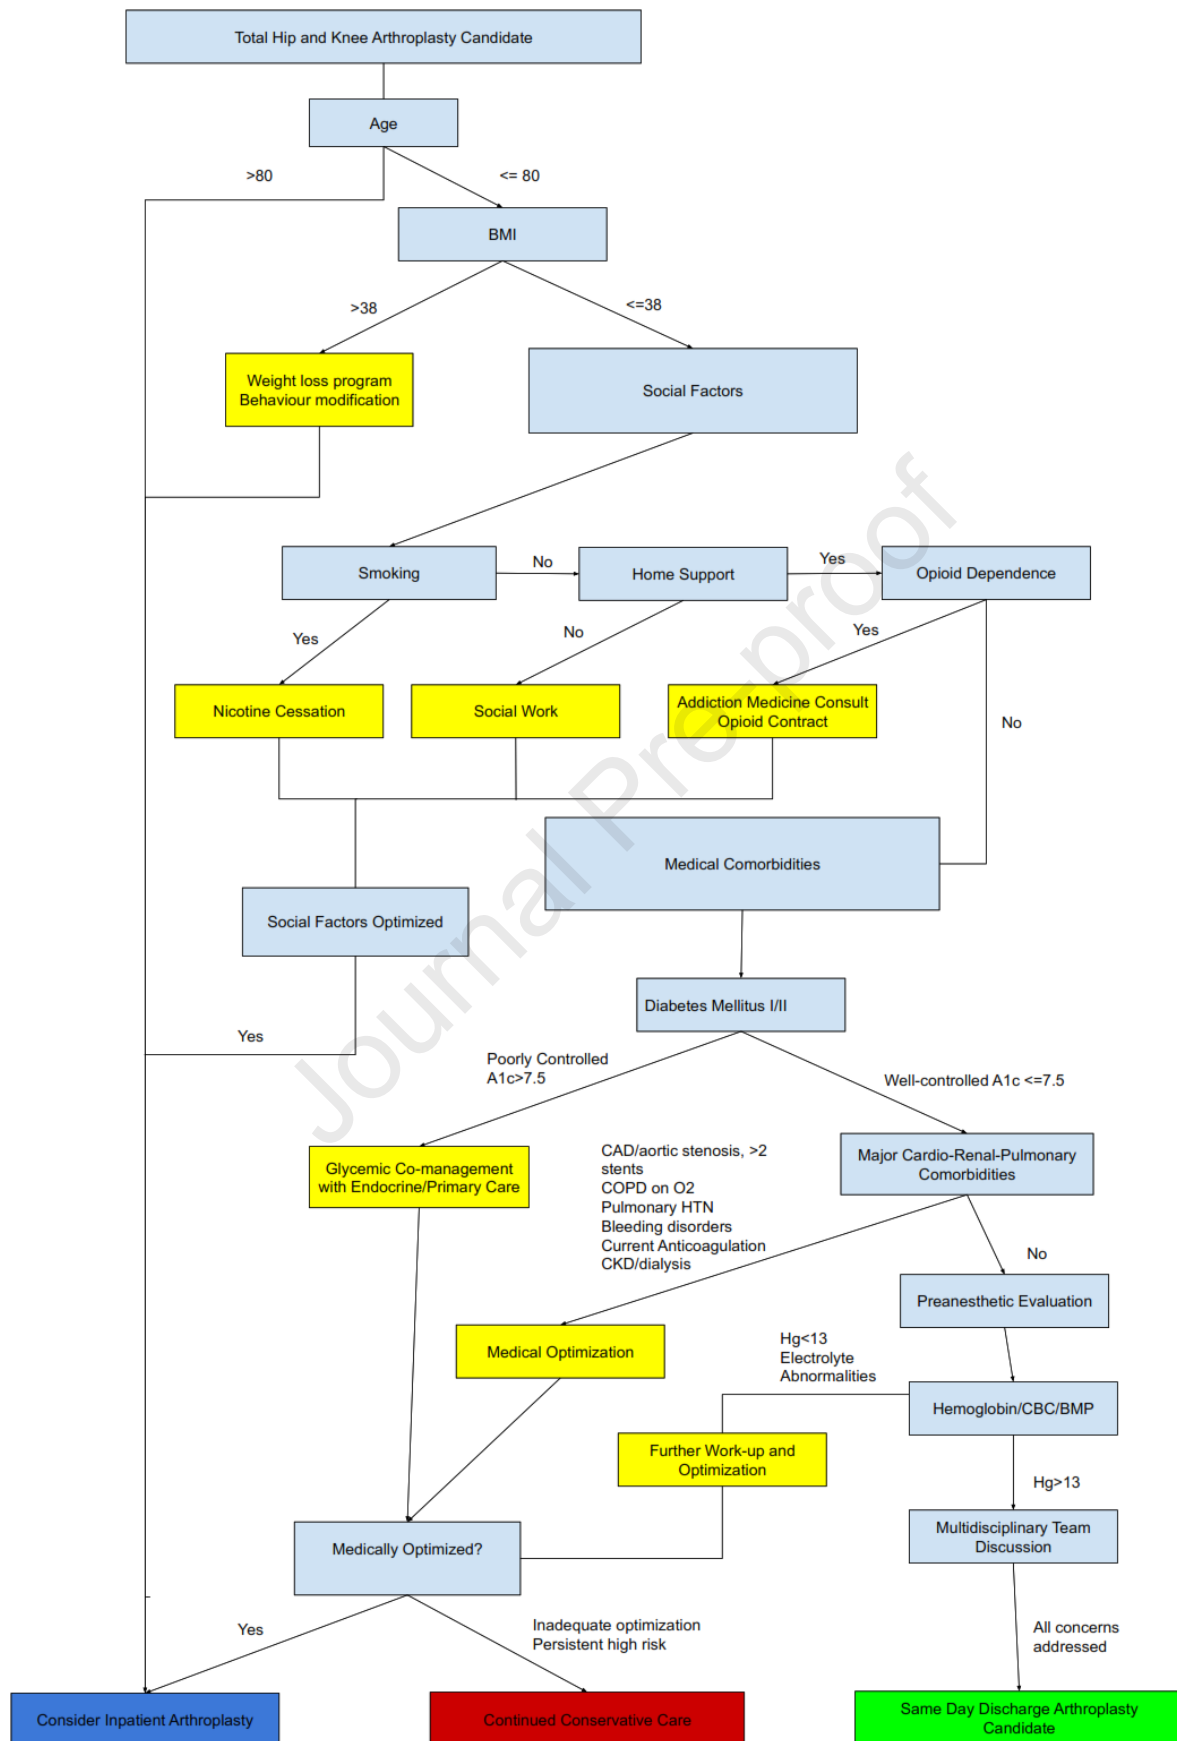 Total Hip and Knee Arthroplasty Candidate
Age
>80
<= 80
BMI
>38
<=38
Weight loss program
Behaviour modification
Social Factors
Smoking
No
Home Support
Yes
Opioid Dependence
Yes
No
Yes
Nicotine Cessation
Social Work
Addiction Medicine Consult
Opioid Contract
No
Medical Comorbidities
Social Factors Optimized
Diabetes Mellitus I/II
Yes
Poorly Controlled
A1c>7.5
Well-controlled A1c <=7.5
Glycemic Co-management
with Endocrine/Primary Care
CAD/aortic stenosis, >2
stents
COPD on O2
Pulmonary HTN
Bleeding disorders
Current Anticoagulation
CKD/dialysis
Major Cardio-Renal-Pulmonary
Comorbidities
No
Preanesthetic Evaluation
Medical Optimization
Hg<13
Electrolyte
Abnormalities
Hemoglobin/CBC/BMP
Further Work-up and
Optimization
Hg>13
Multidisciplinary Team
Discussion
Medically Optimized?
Yes
Inadequate optimization
Persistent high risk
All concerns
addressed
Consider Inpatient Arthroplasty
Continued Conservative Care
Same Day Discharge Arthroplasty
Candidate
Journal Pre-proof